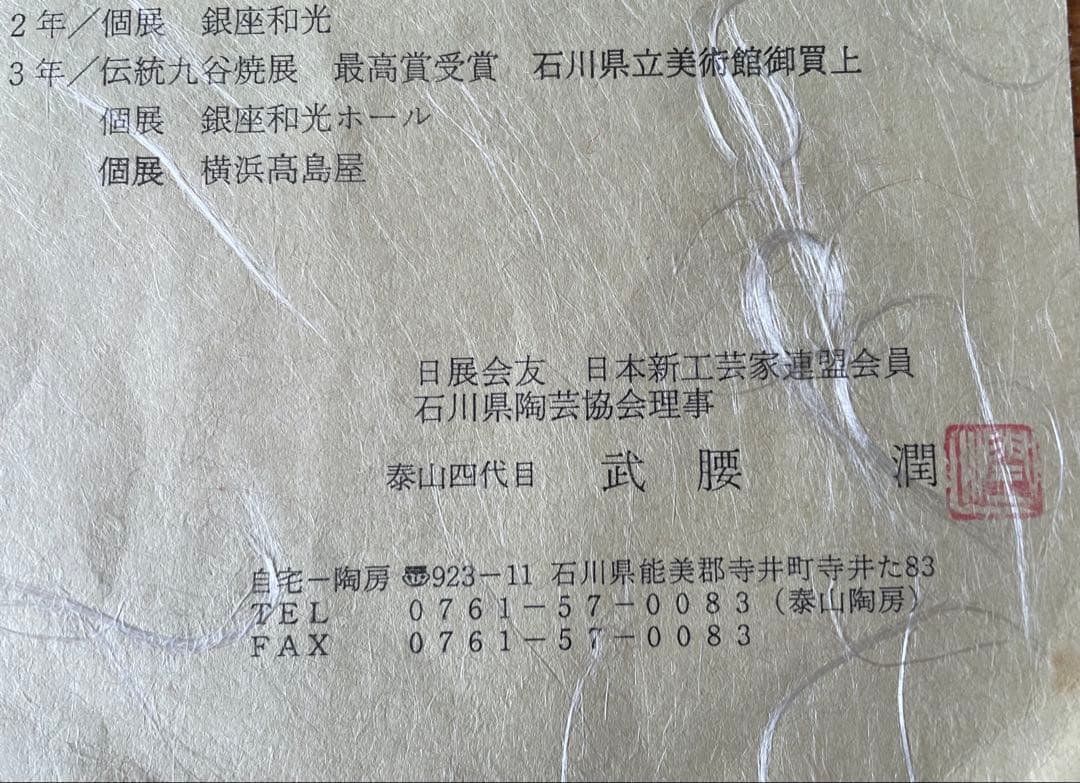 2年/個展　銀座和光
3年/伝統九谷焼展　最高賞受賞　石川県立美術館御買上
個展　銀座和光ホール
個展　横浜髙島屋
日展会友　日本新工芸家連盟会員
石川県陶芸協会理事
泰山四代目　武腰　潤
自宅一陶房 〠923−11 石川県能美郡寺井町寺井た83
TEL　0761−57−0083（泰山陶房）
FAX　0761−57−0083